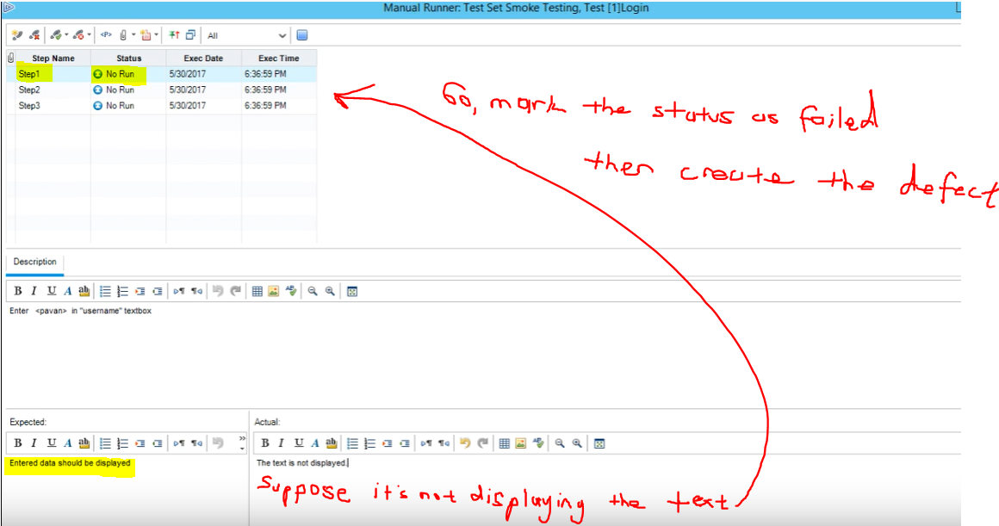 Manual Runner: Test Set Smoke Testing, Test [1]Login
All
Step Name Status Exec Date Exec Time
Step1 No Run 5/30/2017 6:36:59 PM
Step2 No Run 5/30/2017 6:36:59 PM
Step3 No Run 5/30/2017 6:36:59 PM
So, mark the status as failed
then create the defect
Description
B I U A ab
Enter <pavan> in "username" textbox
Expected:
B I U A ab
Entered data should be displayed
Actual:
B I U A ab
The text is not displayed.
Suppose it's not displaying the text